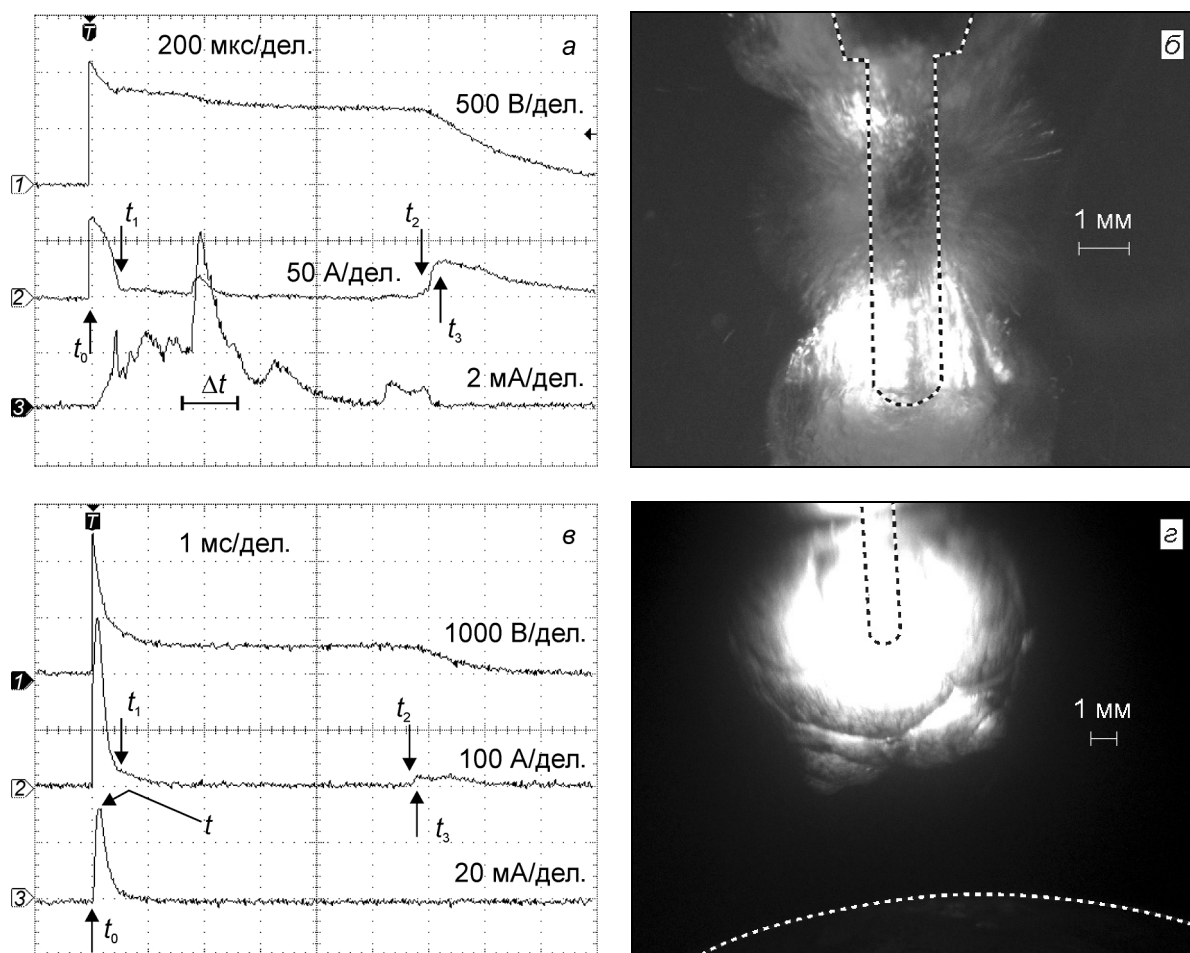 T
200 мкс/дел.
а
500 В/дел.
1
t₁
t₂
50 А/дел.
2
t₀
t₃
Δt
2 мА/дел.
3
б
1 мм
T
1 мс/дел.
в
1000 В/дел.
1
t₁
t₂
100 А/дел.
2
t
t₃
20 мА/дел.
3
t₀
г
1 мм